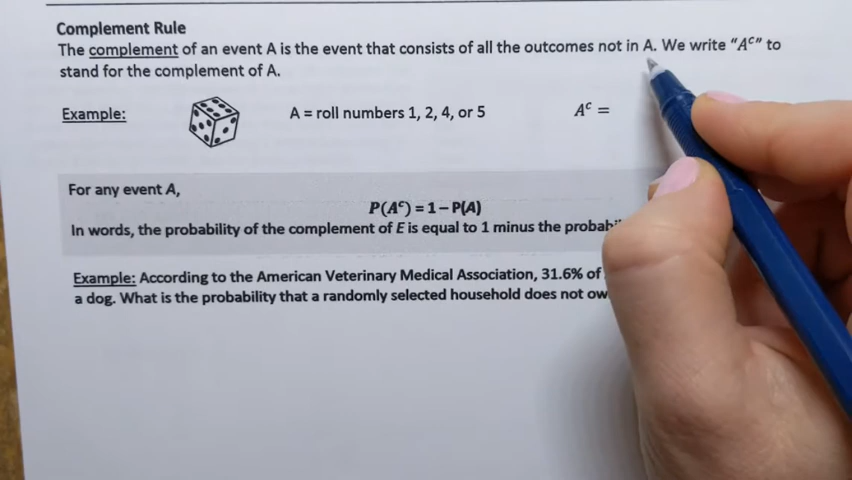 Complement Rule
The complement of an event A is the event that consists of all the outcomes not in A. We write "Aᶜ" to
stand for the complement of A.
Example: A = roll numbers 1, 2, 4, or 5 Aᶜ =
For any event A,
P(Aᶜ) = 1 – P(A)
In words, the probability of the complement of E is equal to 1 minus the
Example: According to the American Veterinary Medical Association, 31.6% of
a dog. What is the probability that a randomly selected household does not